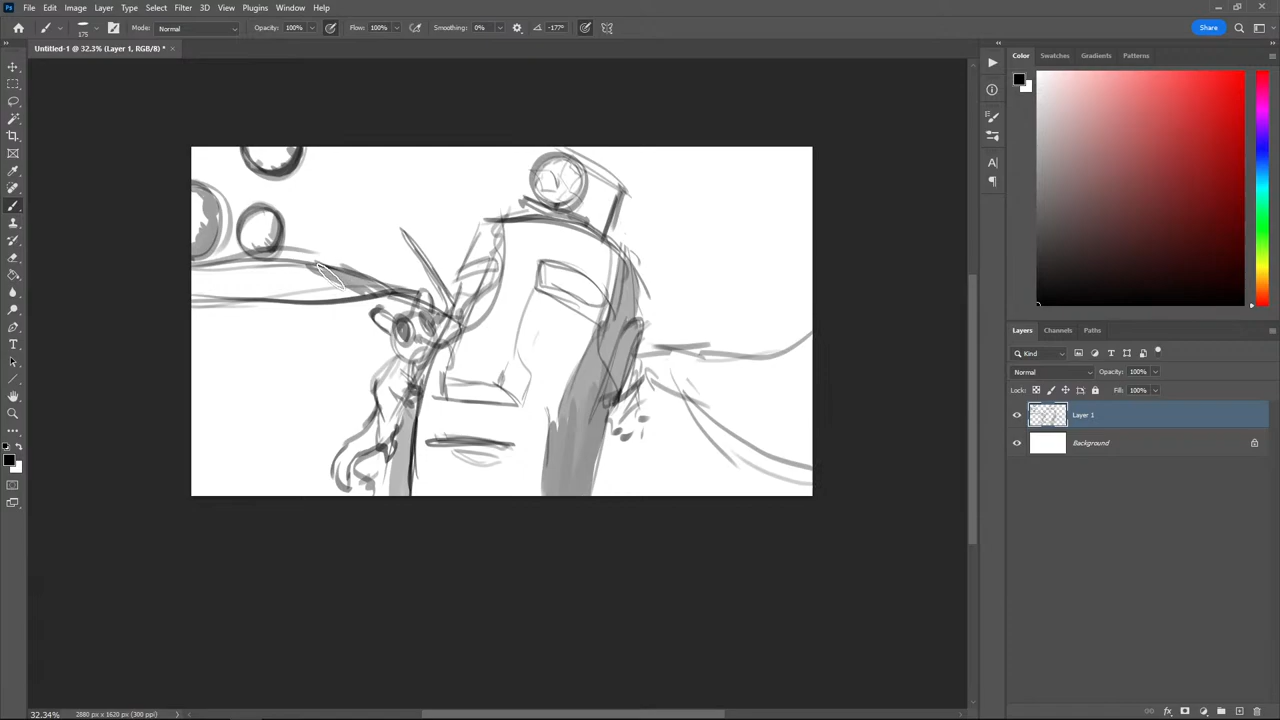 File Edit Image Layer Type Select Filter 3D View Plugins Window Help
175 Mode: Normal Opacity: 100% Flow: 100% Smoothing: 0% -177° Share
Untitled-1 @ 32.3% (Layer 1, RGB/8) * ×
Color Swatches Gradients Patterns
Layers Channels Paths
Kind
Normal Opacity: 100%
Lock: Fill: 100%
Layer 1
Background
32.34% 2880 px x 1620 px (300 ppi)